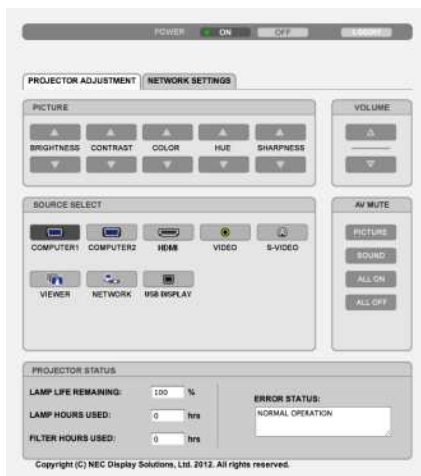 POWER ON OFF LOGOUT
PROJECTOR ADJUSTMENT NETWORK SETTINGS
PICTURE
BRIGHTNESS CONTRAST COLOR HUE SHARPNESS
VOLUME
SOURCE SELECT
COMPUTER1 COMPUTER2 HDMI VIDEO S-VIDEO
VIEWER NETWORK USB DISPLAY
AV MUTE
PICTURE
SOUND
ALL ON
ALL OFF
PROJECTOR STATUS
LAMP LIFE REMAINING: 100 %
LAMP HOURS USED: 0 hrs
FILTER HOURS USED: 0 hrs
ERROR STATUS:
NORMAL OPERATION
Copyright (C) NEC Display Solutions, Ltd. 2012. All rights reserved.